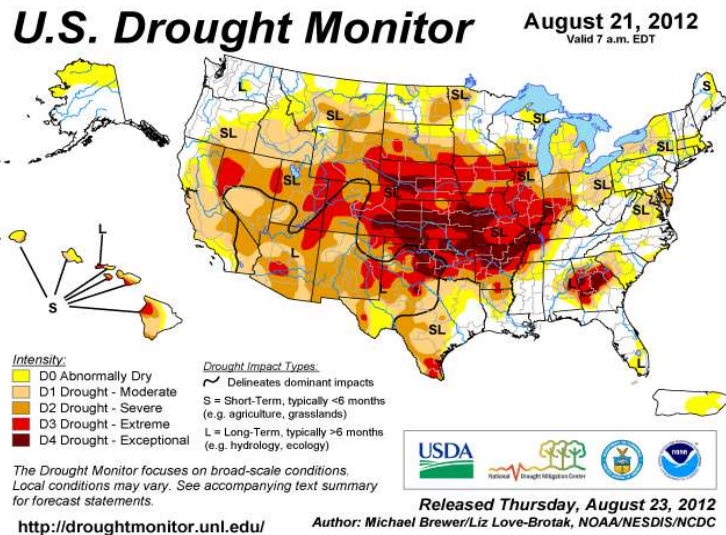 U.S. Drought Monitor
August 21, 2012
Valid 7 a.m. EDT
L
SL
S
SL
SL
SL
SL
SL
SL
SL
SL
SL
L
L
SL
L
L
S
Intensity:
D0 Abnormally Dry
D1 Drought - Moderate
D2 Drought - Severe
D3 Drought - Extreme
D4 Drought - Exceptional
Drought Impact Types:
Delineates dominant impacts
S = Short-Term, typically <6 months
(e.g. agriculture, grasslands)
L = Long-Term, typically >6 months
(e.g. hydrology, ecology)
USDA
National Drought Mitigation Center
NOAA
The Drought Monitor focuses on broad-scale conditions.
Local conditions may vary. See accompanying text summary
for forecast statements.
http://droughtmonitor.unl.edu/
Released Thursday, August 23, 2012
Author: Michael Brewer/Liz Love-Brotak, NOAA/NESDIS/NCDC